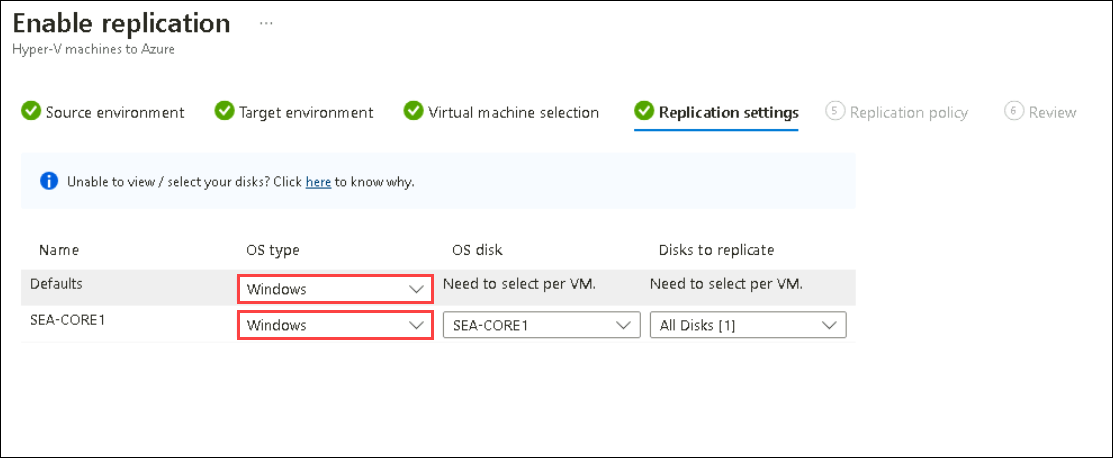 Enable replication ...
Hyper-V machines to Azure
Source environment Target environment Virtual machine selection Replication settings 5 Replication policy 6 Review
Unable to view / select your disks? Click here to know why.
Name OS type OS disk Disks to replicate
Defaults Windows Need to select per VM. Need to select per VM.
SEA-CORE1 Windows SEA-CORE1 All Disks [1]